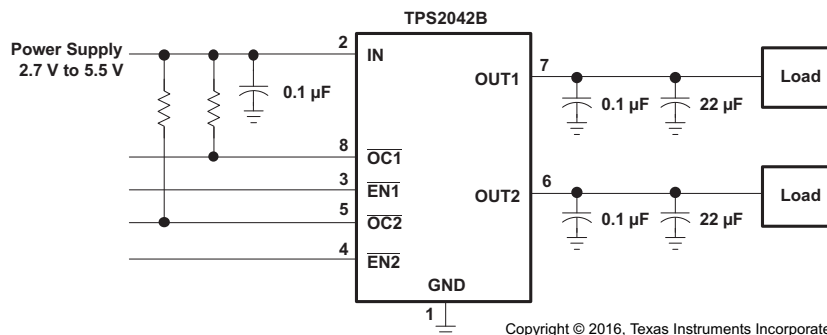 TPS2042B
Power Supply
2.7 V to 5.5 V
2
IN
0.1 µF
8
OC1
3
EN1
5
OC2
4
EN2
GND
1
OUT1
7
0.1 µF
22 µF
Load
OUT2
6
0.1 µF
22 µF
Load
Copyright © 2016, Texas Instruments Incorporate